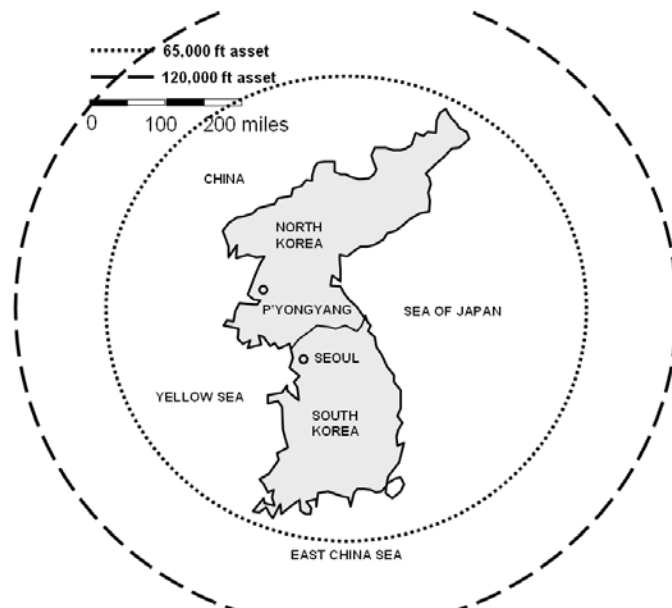 65,000 ft asset
120,000 ft asset
0 100 200 miles
CHINA
NORTH
KOREA
P'YONGYANG
SEA OF JAPAN
SEOUL
YELLOW SEA
SOUTH
KOREA
EAST CHINA SEA